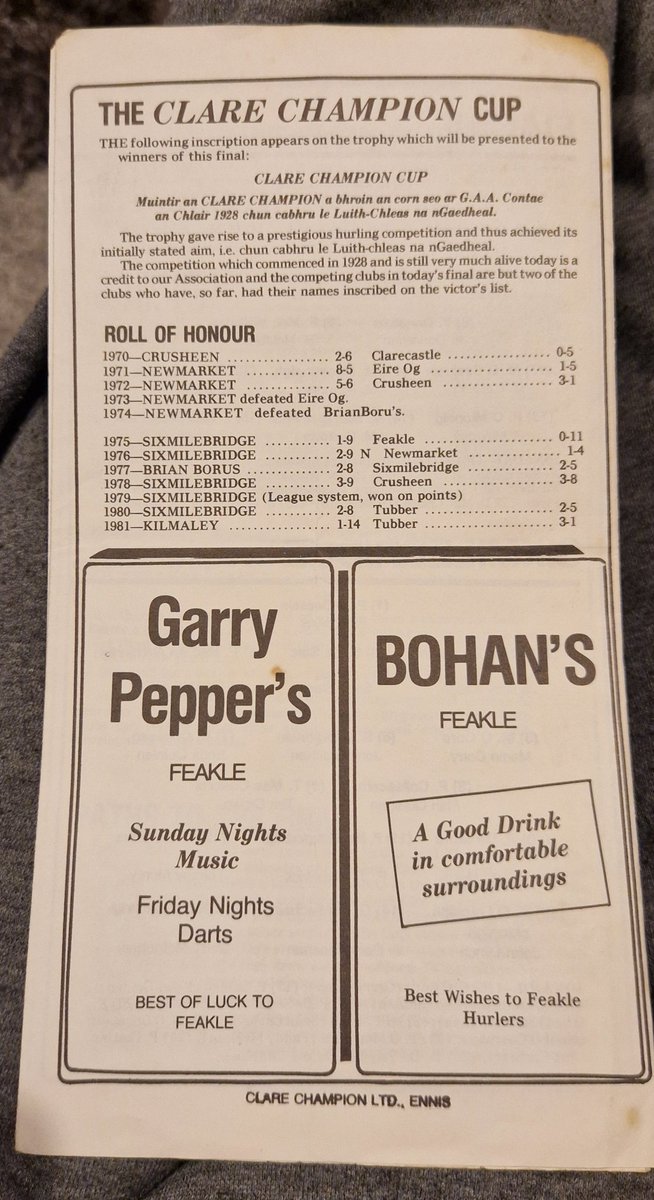 THE CLARE CHAMPION CUP
THE following inscription appears on the trophy which will be presented to the
winners of this final:
CLARE CHAMPION CUP
Muintir an CLARE CHAMPION a bhroin an corn seo ar G.A.A. Contae
an Chlair 1928 chun cabhru le Luith-Chleas na nGaedheal.
The trophy gave rise to a prestigious hurling competition and thus achieved its
initially stated aim, i.e. chun cabhru le Luith-chleas na nGaedheal.
The competition which commenced in 1928 and is still very much alive today is a
credit to our Association and the competing clubs in today's final are but two of the
clubs who have, so far, had their names inscribed on the victor's list.
ROLL OF HONOUR
1970—CRUSHEEN ................ 2-6 Clarecastle ................ 0-5
1971—NEWMARKET ............... 8-5 Eire Og .................... 1-5
1972—NEWMARKET ............... 5-6 Crusheen ................... 3-1
1973—NEWMARKET defeated Eire Og.
1974—NEWMARKET defeated BrianBoru's.
1975—SIXMILEBRIDGE .......... 1-9 Feakle ..................... 0-11
1976—SIXMILEBRIDGE .......... 2-9 N Newmarket .................. 1-4
1977—BRIAN BORUS ............. 2-8 Sixmilebridge .............. 2-5
1978—SIXMILEBRIDGE .......... 3-9 Crusheen ................... 3-8
1979—SIXMILEBRIDGE (League system, won on points)
1980—SIXMILEBRIDGE .......... 2-8 Tubber ..................... 2-5
1981—KILMALEY ................ 1-14 Tubber ..................... 3-1
Garry
Pepper's
FEAKLE
Sunday Nights
Music
Friday Nights
Darts
BEST OF LUCK TO
FEAKLE
BOHAN'S
FEAKLE
A Good Drink
in comfortable
surroundings
Best Wishes to Feakle
Hurlers
CLARE CHAMPION LTD., ENNIS